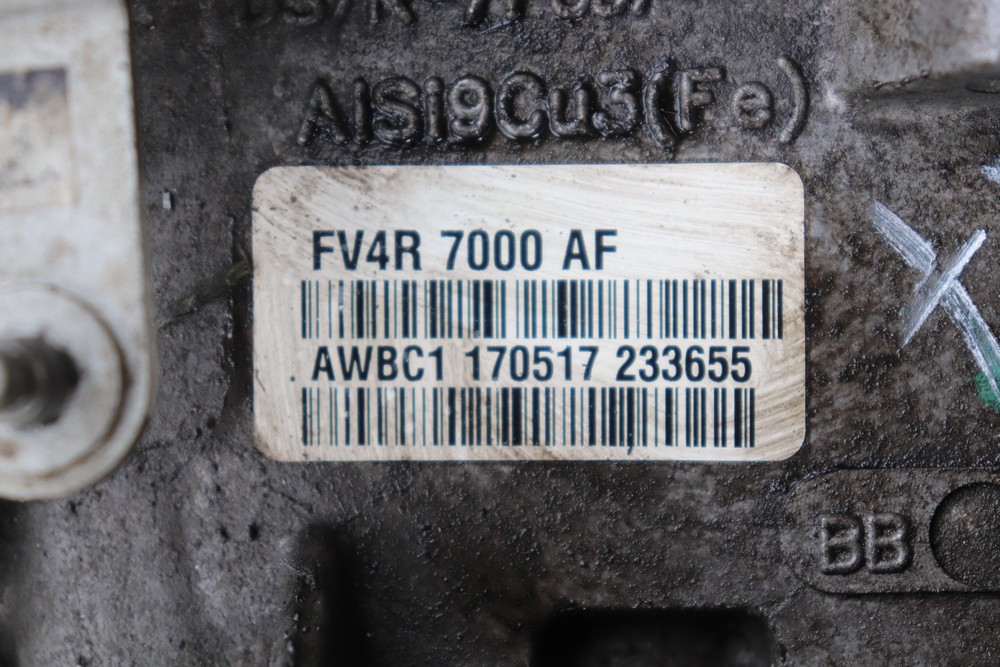 AlSi9Cu3(Fe)
FV4R 7000 AF
AWBC1 170517 233655
BB